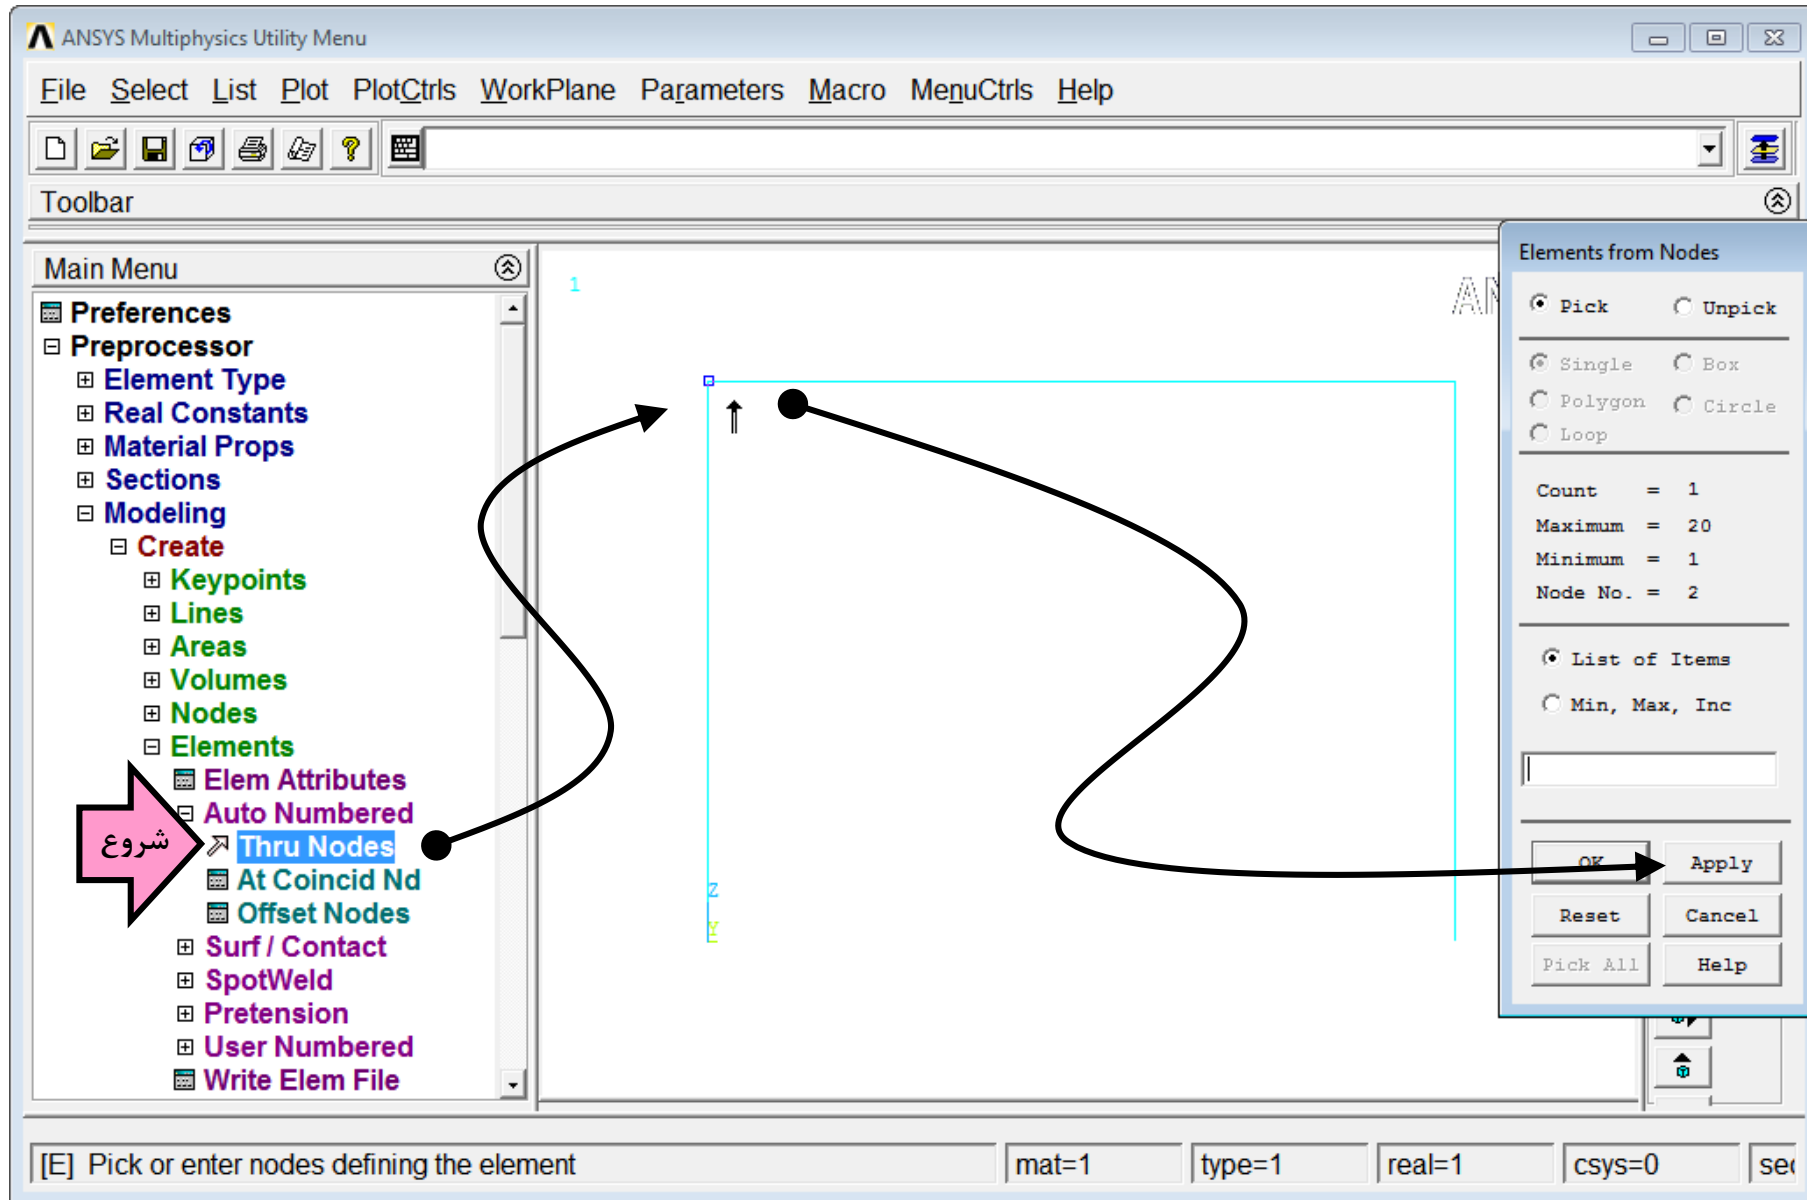 ANSYS Multiphysics Utility Menu
File Select List Plot PlotCtrls WorkPlane Parameters Macro MenuCtrls Help
Toolbar
Main Menu
Preferences
Preprocessor
Element Type
Real Constants
Material Props
Sections
Modeling
Create
Keypoints
Lines
Areas
Volumes
Nodes
Elements
Elem Attributes
Auto Numbered
شروع
Thru Nodes
At Coincid Nd
Offset Nodes
Surf / Contact
SpotWeld
Pretension
User Numbered
Write Elem File
1
AN
Z
Y
Elements from Nodes
Pick Unpick
Single Box
Polygon Circle
Loop
Count = 1
Maximum = 20
Minimum = 1
Node No. = 2
List of Items
Min, Max, Inc
OK Apply
Reset Cancel
Pick All Help
[E] Pick or enter nodes defining the element mat=1 type=1 real=1 csys=0 sec